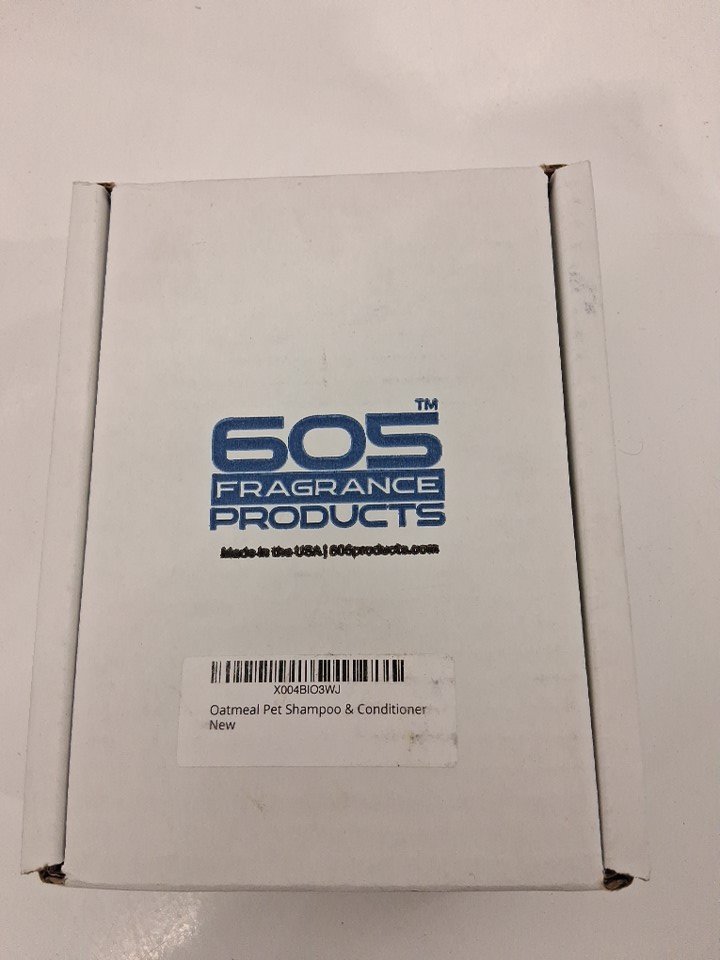 605™
FRAGRANCE
PRODUCTS
Made in the USA | 605products.com
X004BIO3WJ
Oatmeal Pet Shampoo & Conditioner
New